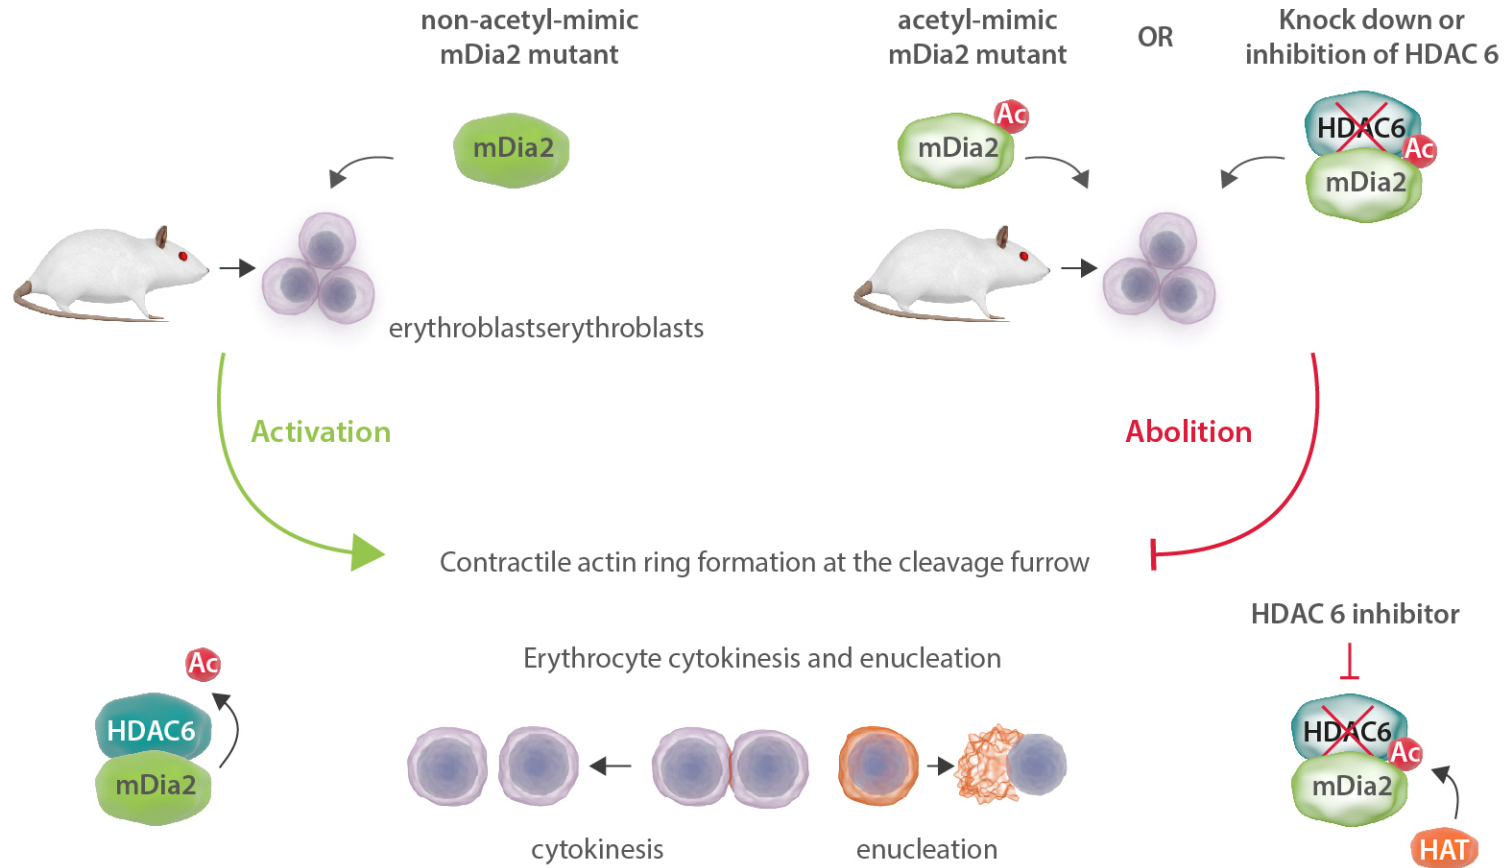 non-acetyl-mimic
mDia2 mutant
acetyl-mimic
mDia2 mutant
OR
Knock down or
inhibition of HDAC 6
mDia2
Ac
mDia2
HDAC6
Ac
mDia2
erythroblastserythroblasts
Activation
Abolition
Contractile actin ring formation at the cleavage furrow
HDAC 6 inhibitor
Erythrocyte cytokinesis and enucleation
Ac
HDAC6
mDia2
HDAC6
Ac
mDia2
HAT
cytokinesis
enucleation